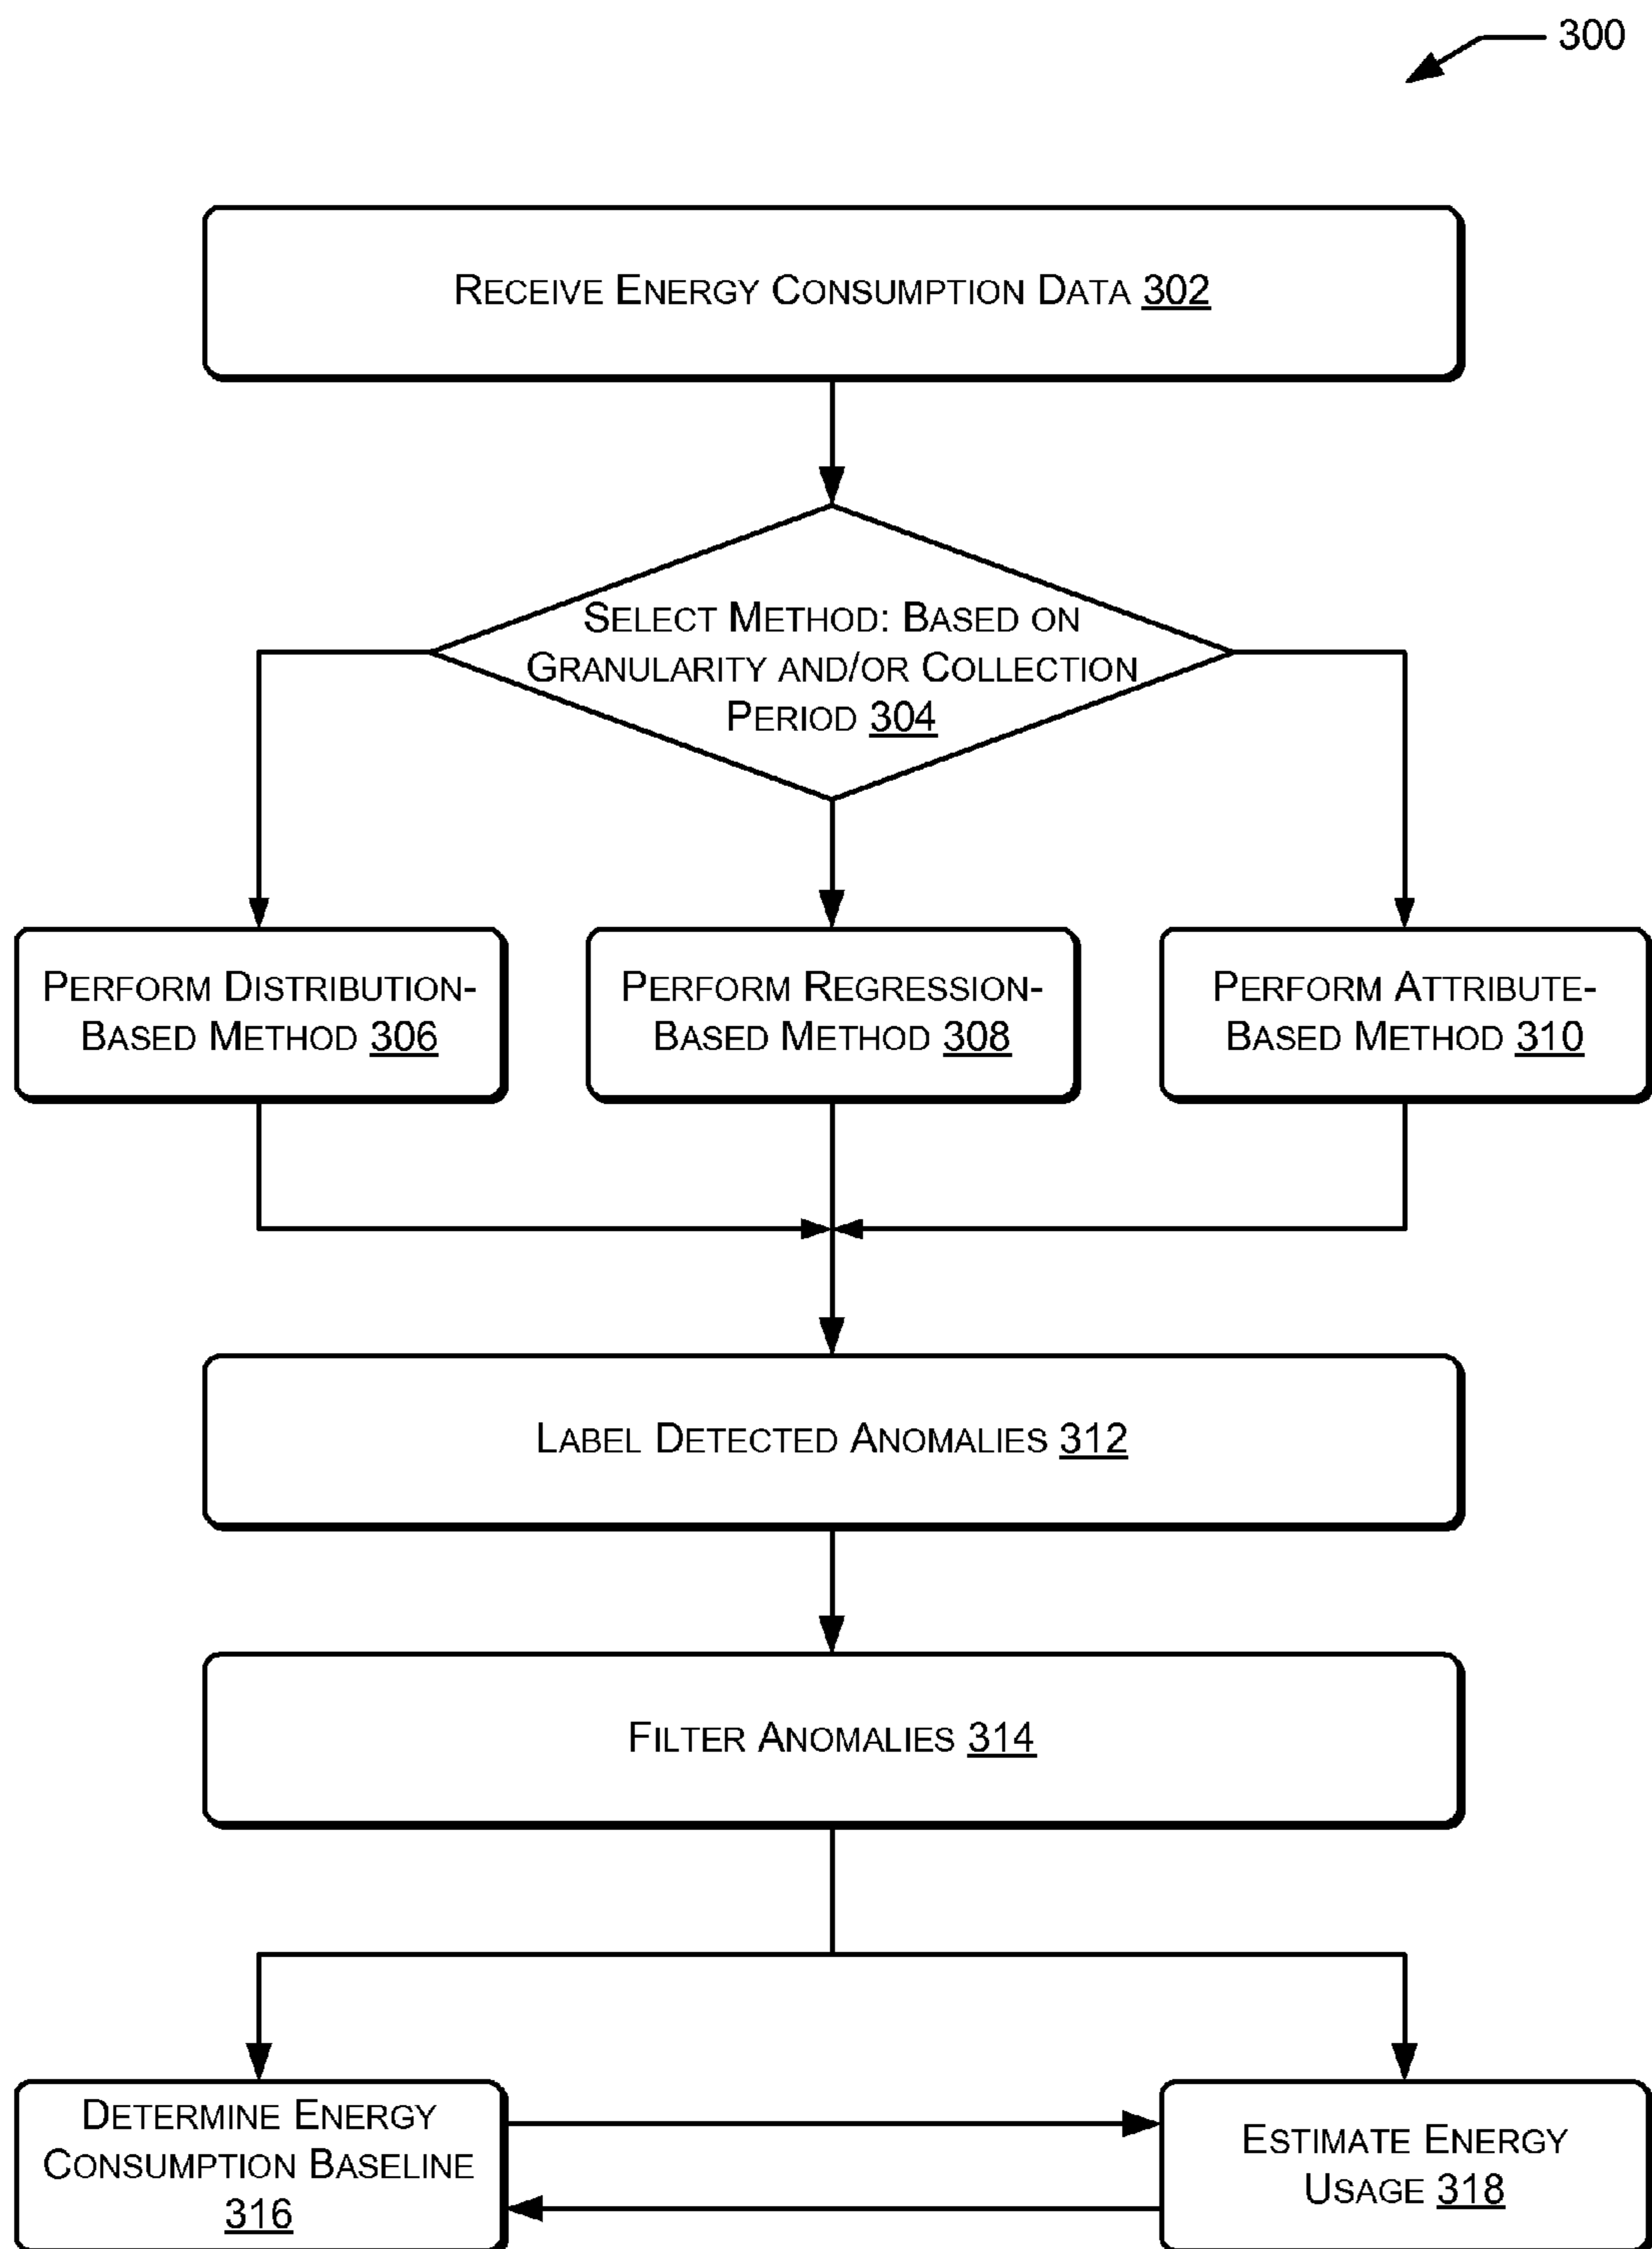 300
RECEIVE ENERGY CONSUMPTION DATA 302
SELECT METHOD: BASED ON
GRANULARITY AND/OR COLLECTION
PERIOD 304
PERFORM DISTRIBUTION-
BASED METHOD 306
PERFORM REGRESSION-
BASED METHOD 308
PERFORM ATTRIBUTE-
BASED METHOD 310
LABEL DETECTED ANOMALIES 312
FILTER ANOMALIES 314
DETERMINE ENERGY
CONSUMPTION BASELINE
316
ESTIMATE ENERGY
USAGE 318